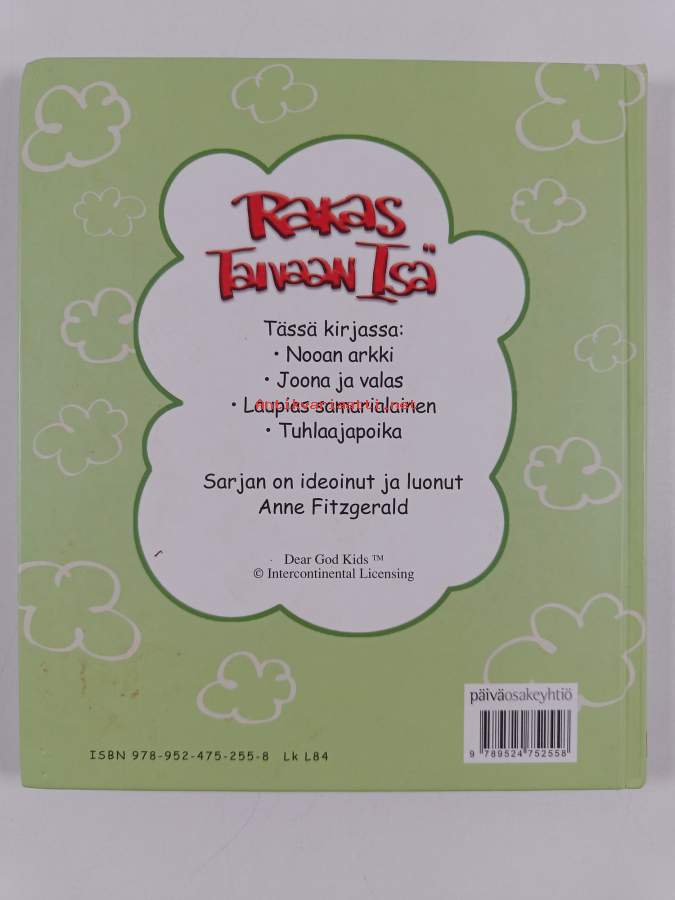 Rakas
Taivaan Isä
Tässä kirjassa:
• Nooan arkki
• Joona ja valas
• Laupias samarialainen
Antikvariaatti.net
• Tuhlaajapoika
Sarjan on ideoinut ja luonut
Anne Fitzgerald
Dear God Kids ™
© Intercontinental Licensing
päiväosakeyhtiö
9 789524 752558
ISBN 978-952-475-255-8 Lk L84